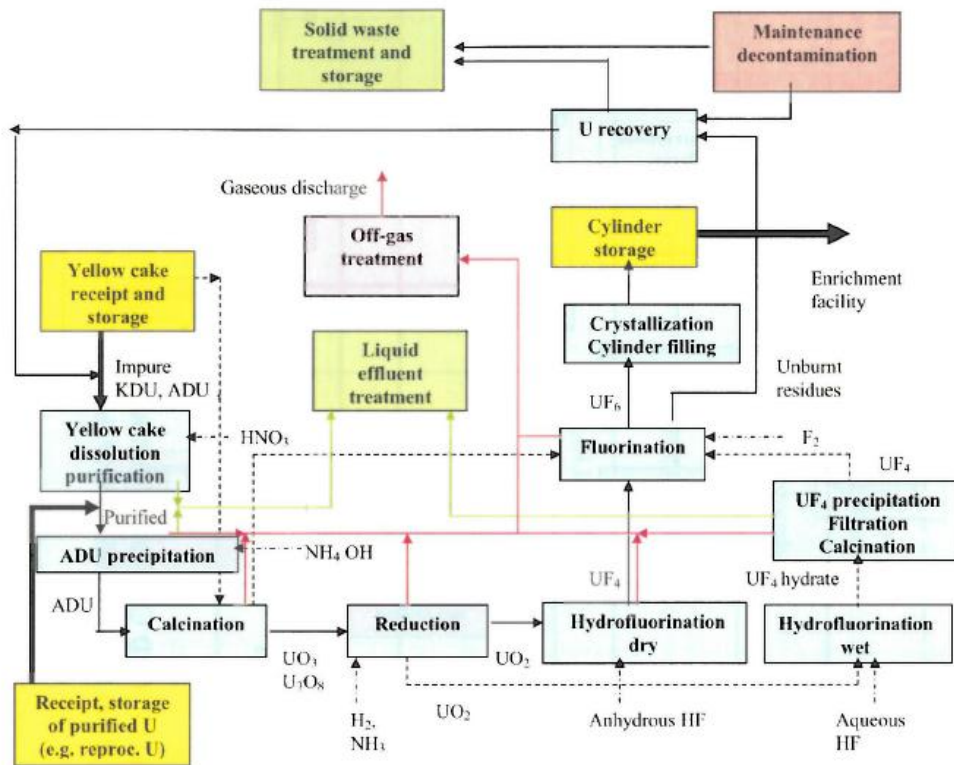 Solid waste
treatment and
storage
Maintenance
decontamination
U recovery
Gaseous discharge
Off-gas
treatment
Cylinder
storage
Enrichment
facility
Yellow cake
receipt and
storage
Crystallization
Cylinder filling
Liquid
effluent
treatment
Impure
KDU, ADU
Unburnt
residues
UF₆
Yellow cake
dissolution
purification
HNO₃
Fluorination
F₂
UF₄
UF₄ precipitation
Filtration
Calcination
Purified
ADU precipitation
NH₄ OH
UF₄
UF₄ hydrate
ADU
Calcination
Reduction
Hydrofluorination
dry
Hydrofluorination
wet
UO₃
U₃O₈
UO₂
UO₂
Receipt, storage
of purified U
(e.g. reproc. U)
H₂,
NH₃
Anhydrous HF
Aqueous
HF